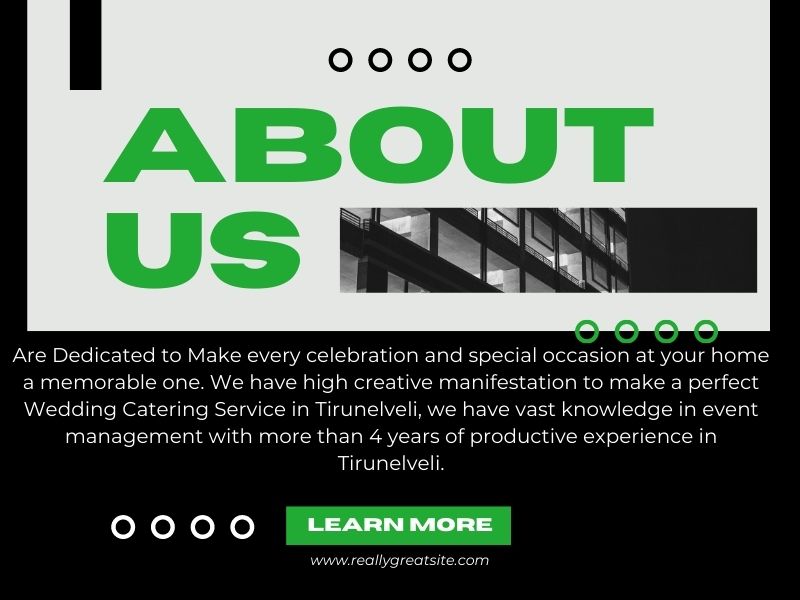 ABOUT
US
Are Dedicated to Make every celebration and special occasion at your home
a memorable one. We have high creative manifestation to make a perfect
Wedding Catering Service in Tirunelveli, we have vast knowledge in event
management with more than 4 years of productive experience in
Tirunelveli.
LEARN MORE
www.reallygreatsite.com